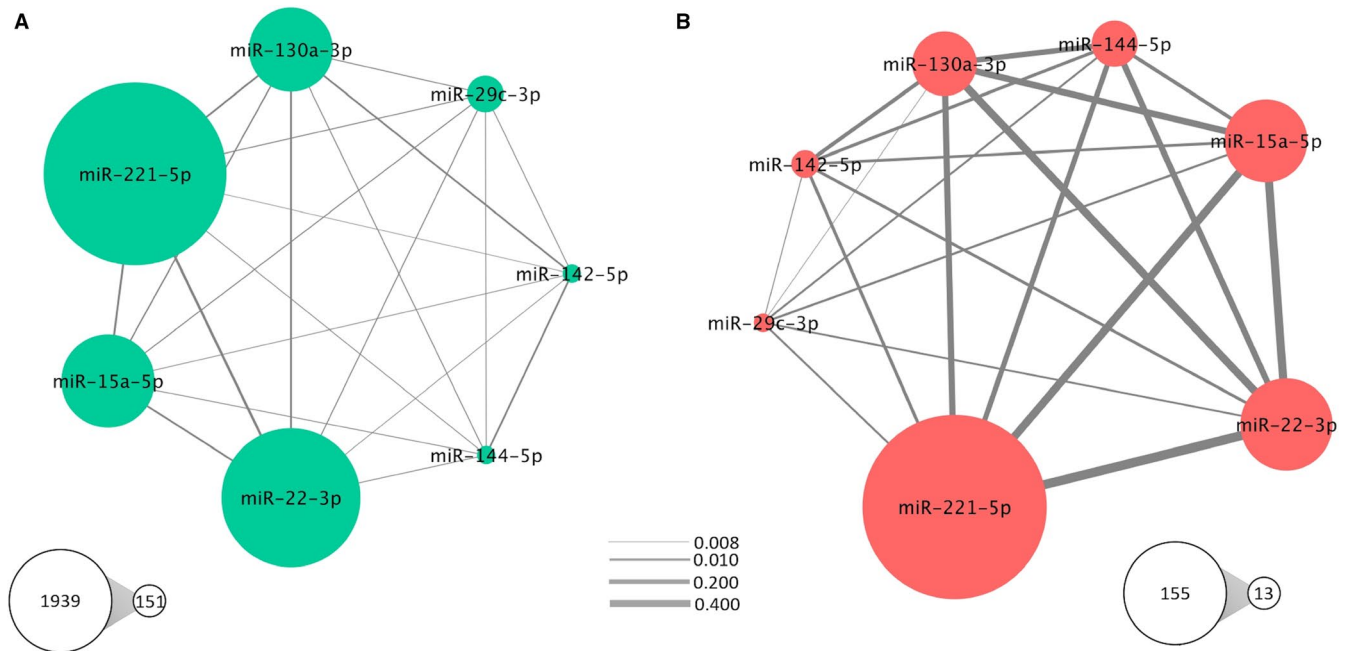 A
miR-130a-3p
miR-29c-3p
miR-221-5p
miR-142-5p
miR-15a-5p
miR-144-5p
miR-22-3p
1939
151
0.008
0.010
0.200
0.400
B
miR-144-5p
miR-130a-3p
miR-15a-5p
miR-142-5p
miR-29c-3p
miR-22-3p
miR-221-5p
155
13